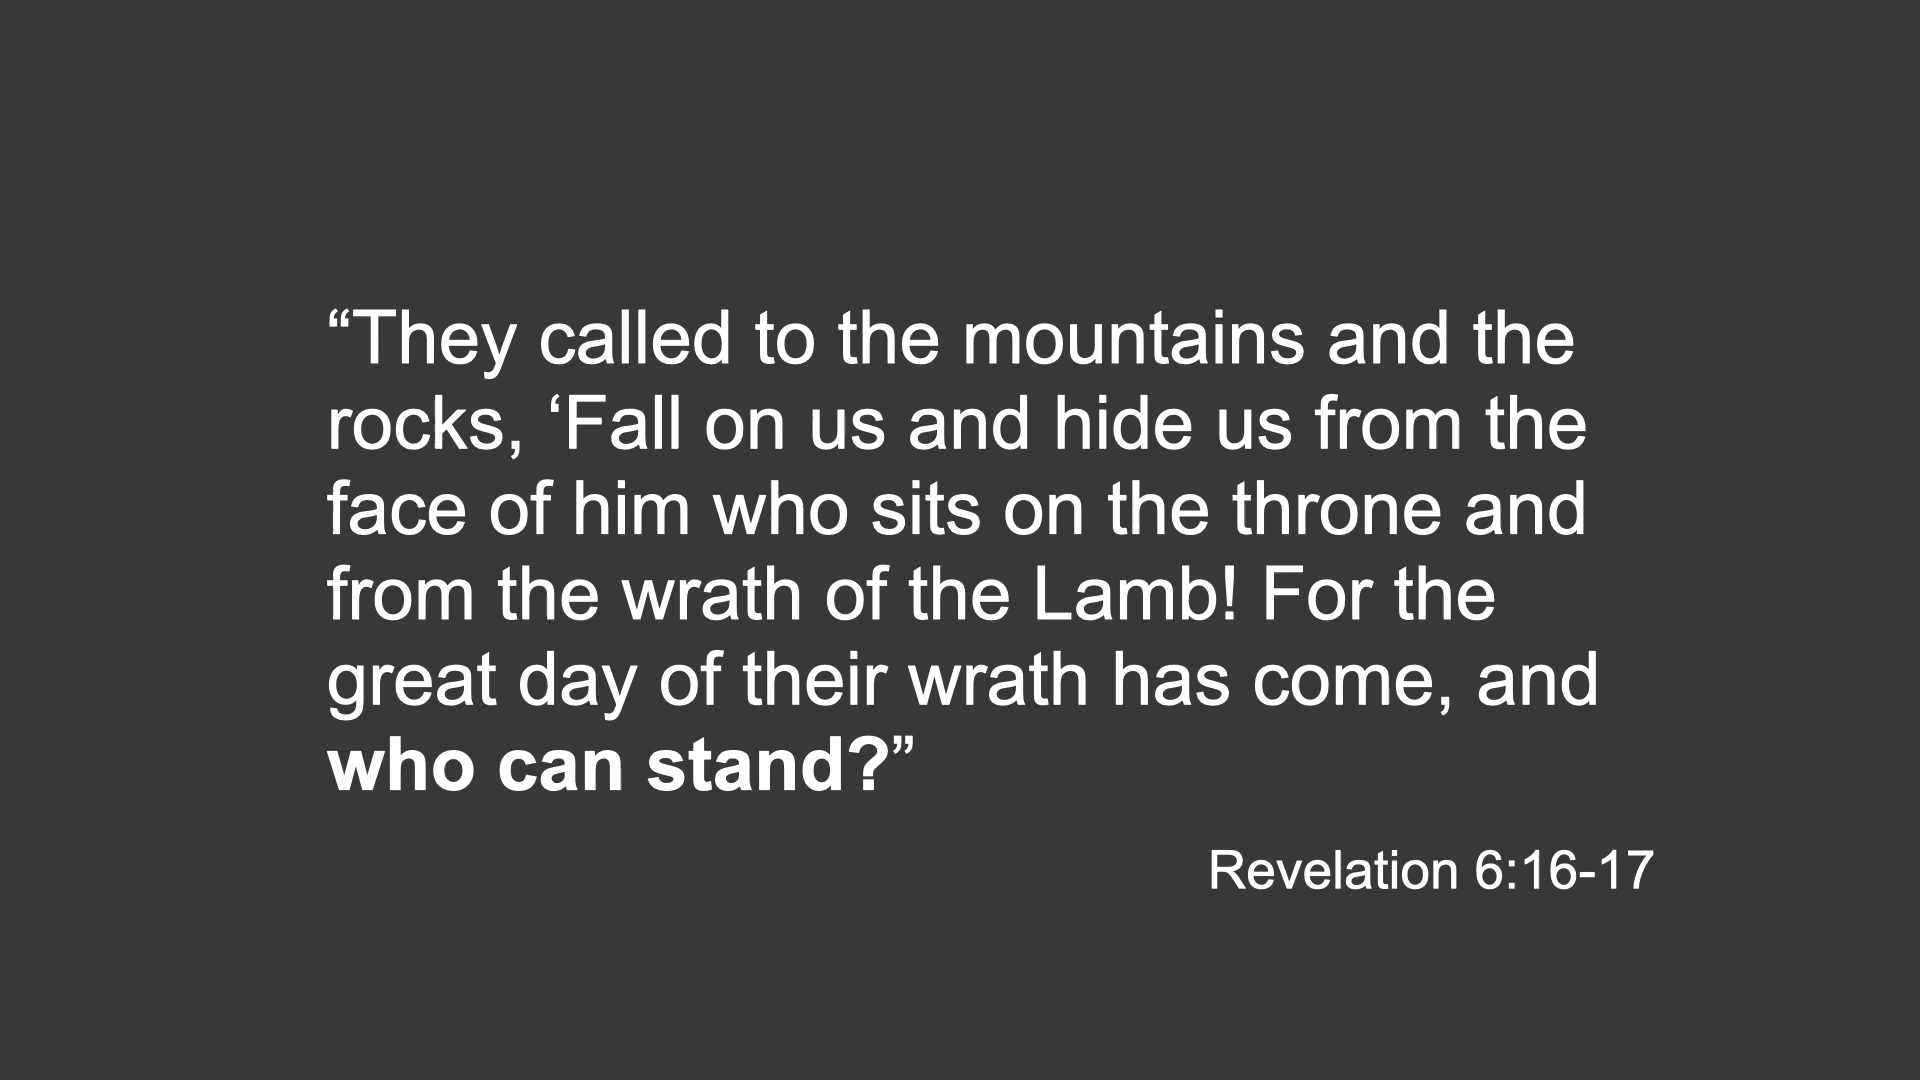 “They called to the mountains and the
rocks, ‘Fall on us and hide us from the
face of him who sits on the throne and
from the wrath of the Lamb! For the
great day of their wrath has come, and
who can stand?”
Revelation 6:16-17